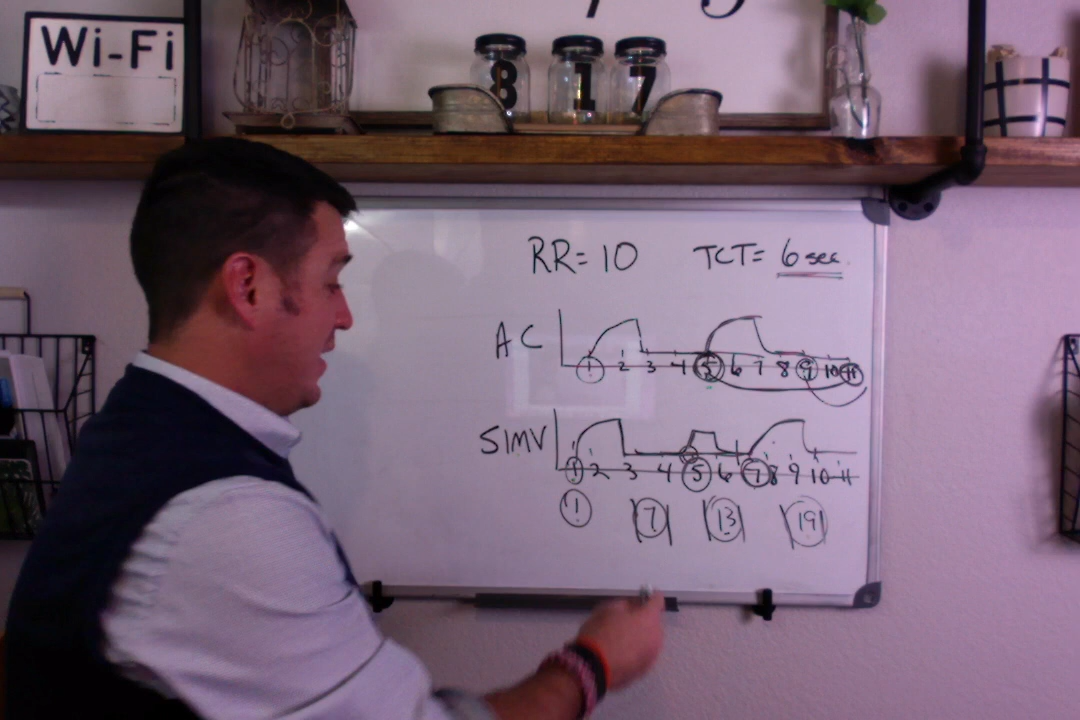 Wi-Fi
8 1 7
RR= 10 TCT= 6 sec.
AC
1 2 3 4 5 6 7 8 9 10 11
SIMV
1 2 3 4 5 6 7 8 9 10 11
1 7 13 19